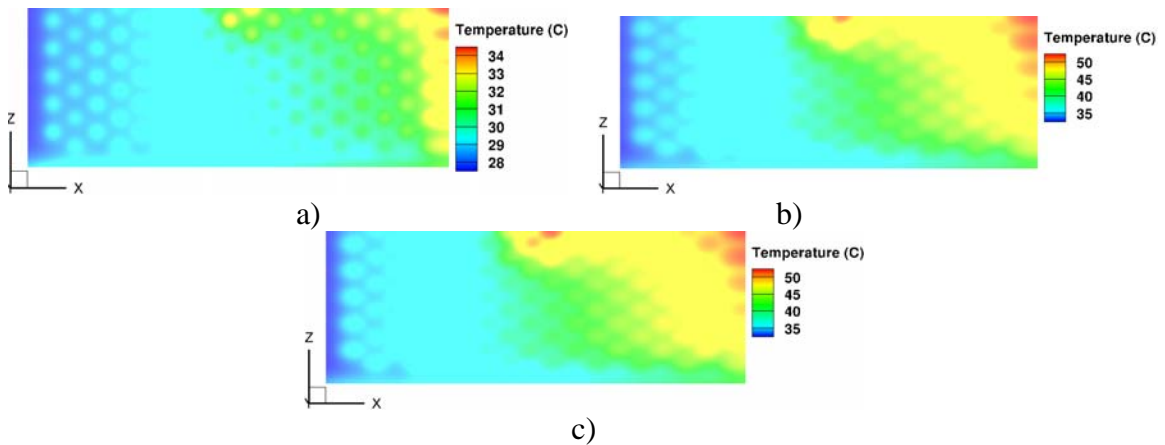 Temperature (C)
34
33
32
31
30
29
28
Z
Y
X
a)
Temperature (C)
50
45
40
35
Z
Y
X
b)
Temperature (C)
50
45
40
35
Z
Y
X
c)